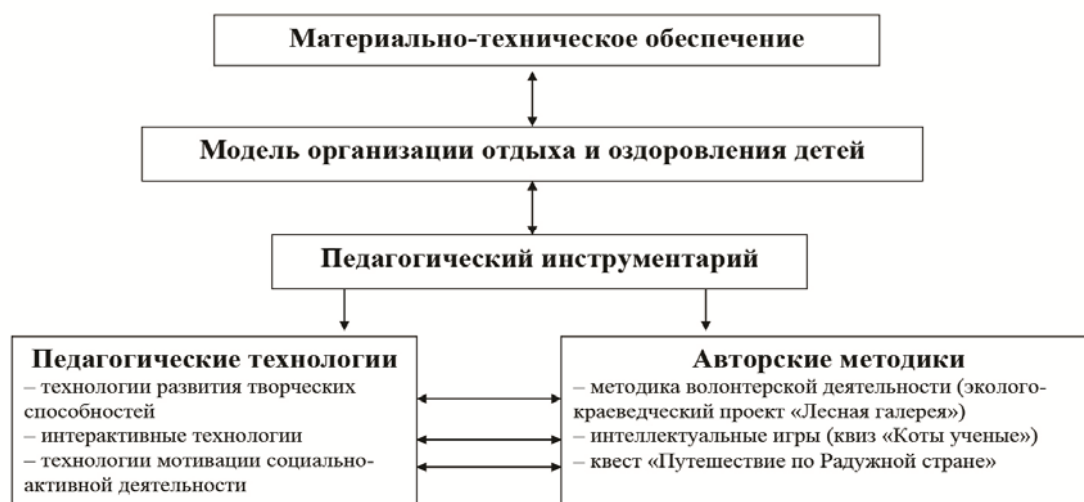 Материально-техническое обеспечение
Модель организации отдыха и оздоровления детей
Педагогический инструментарий
Педагогические технологии
– технологии развития творческих
способностей
– интерактивные технологии
– технологии мотивации социально-
активной деятельности
Авторские методики
– методика волонтерской деятельности (эколого-
краеведческий проект «Лесная галерея»)
– интеллектуальные игры (квиз «Коты ученые»)
– квест «Путешествие по Радужной стране»